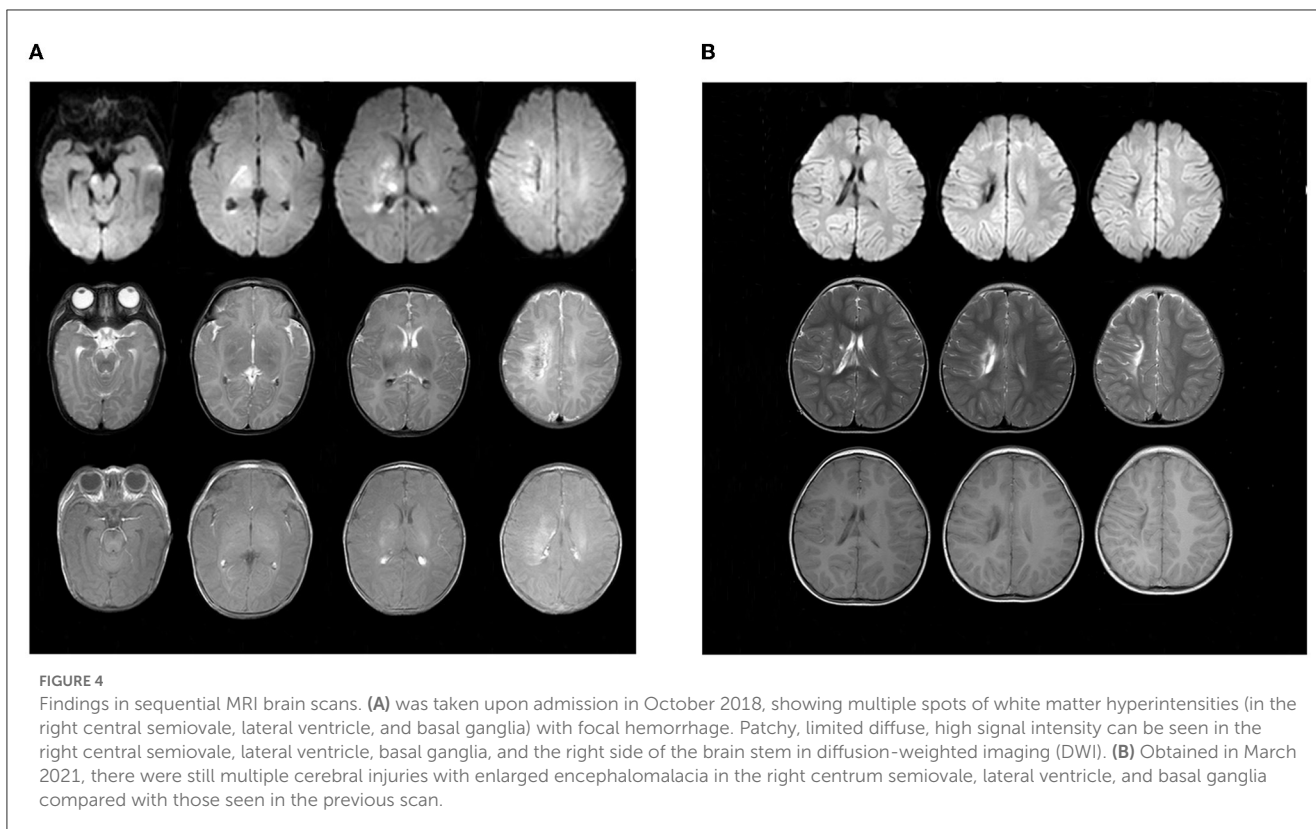 A
B
FIGURE 4
Findings in sequential MRI brain scans. (A) was taken upon admission in October 2018, showing multiple spots of white matter hyperintensities (in the
right central semiovale, lateral ventricle, and basal ganglia) with focal hemorrhage. Patchy, limited diffuse, high signal intensity can be seen in the
right central semiovale, lateral ventricle, basal ganglia, and the right side of the brain stem in diffusion-weighted imaging (DWI). (B) Obtained in March
2021, there were still multiple cerebral injuries with enlarged encephalomalacia in the right centrum semiovale, lateral ventricle, and basal ganglia
compared with those seen in the previous scan.